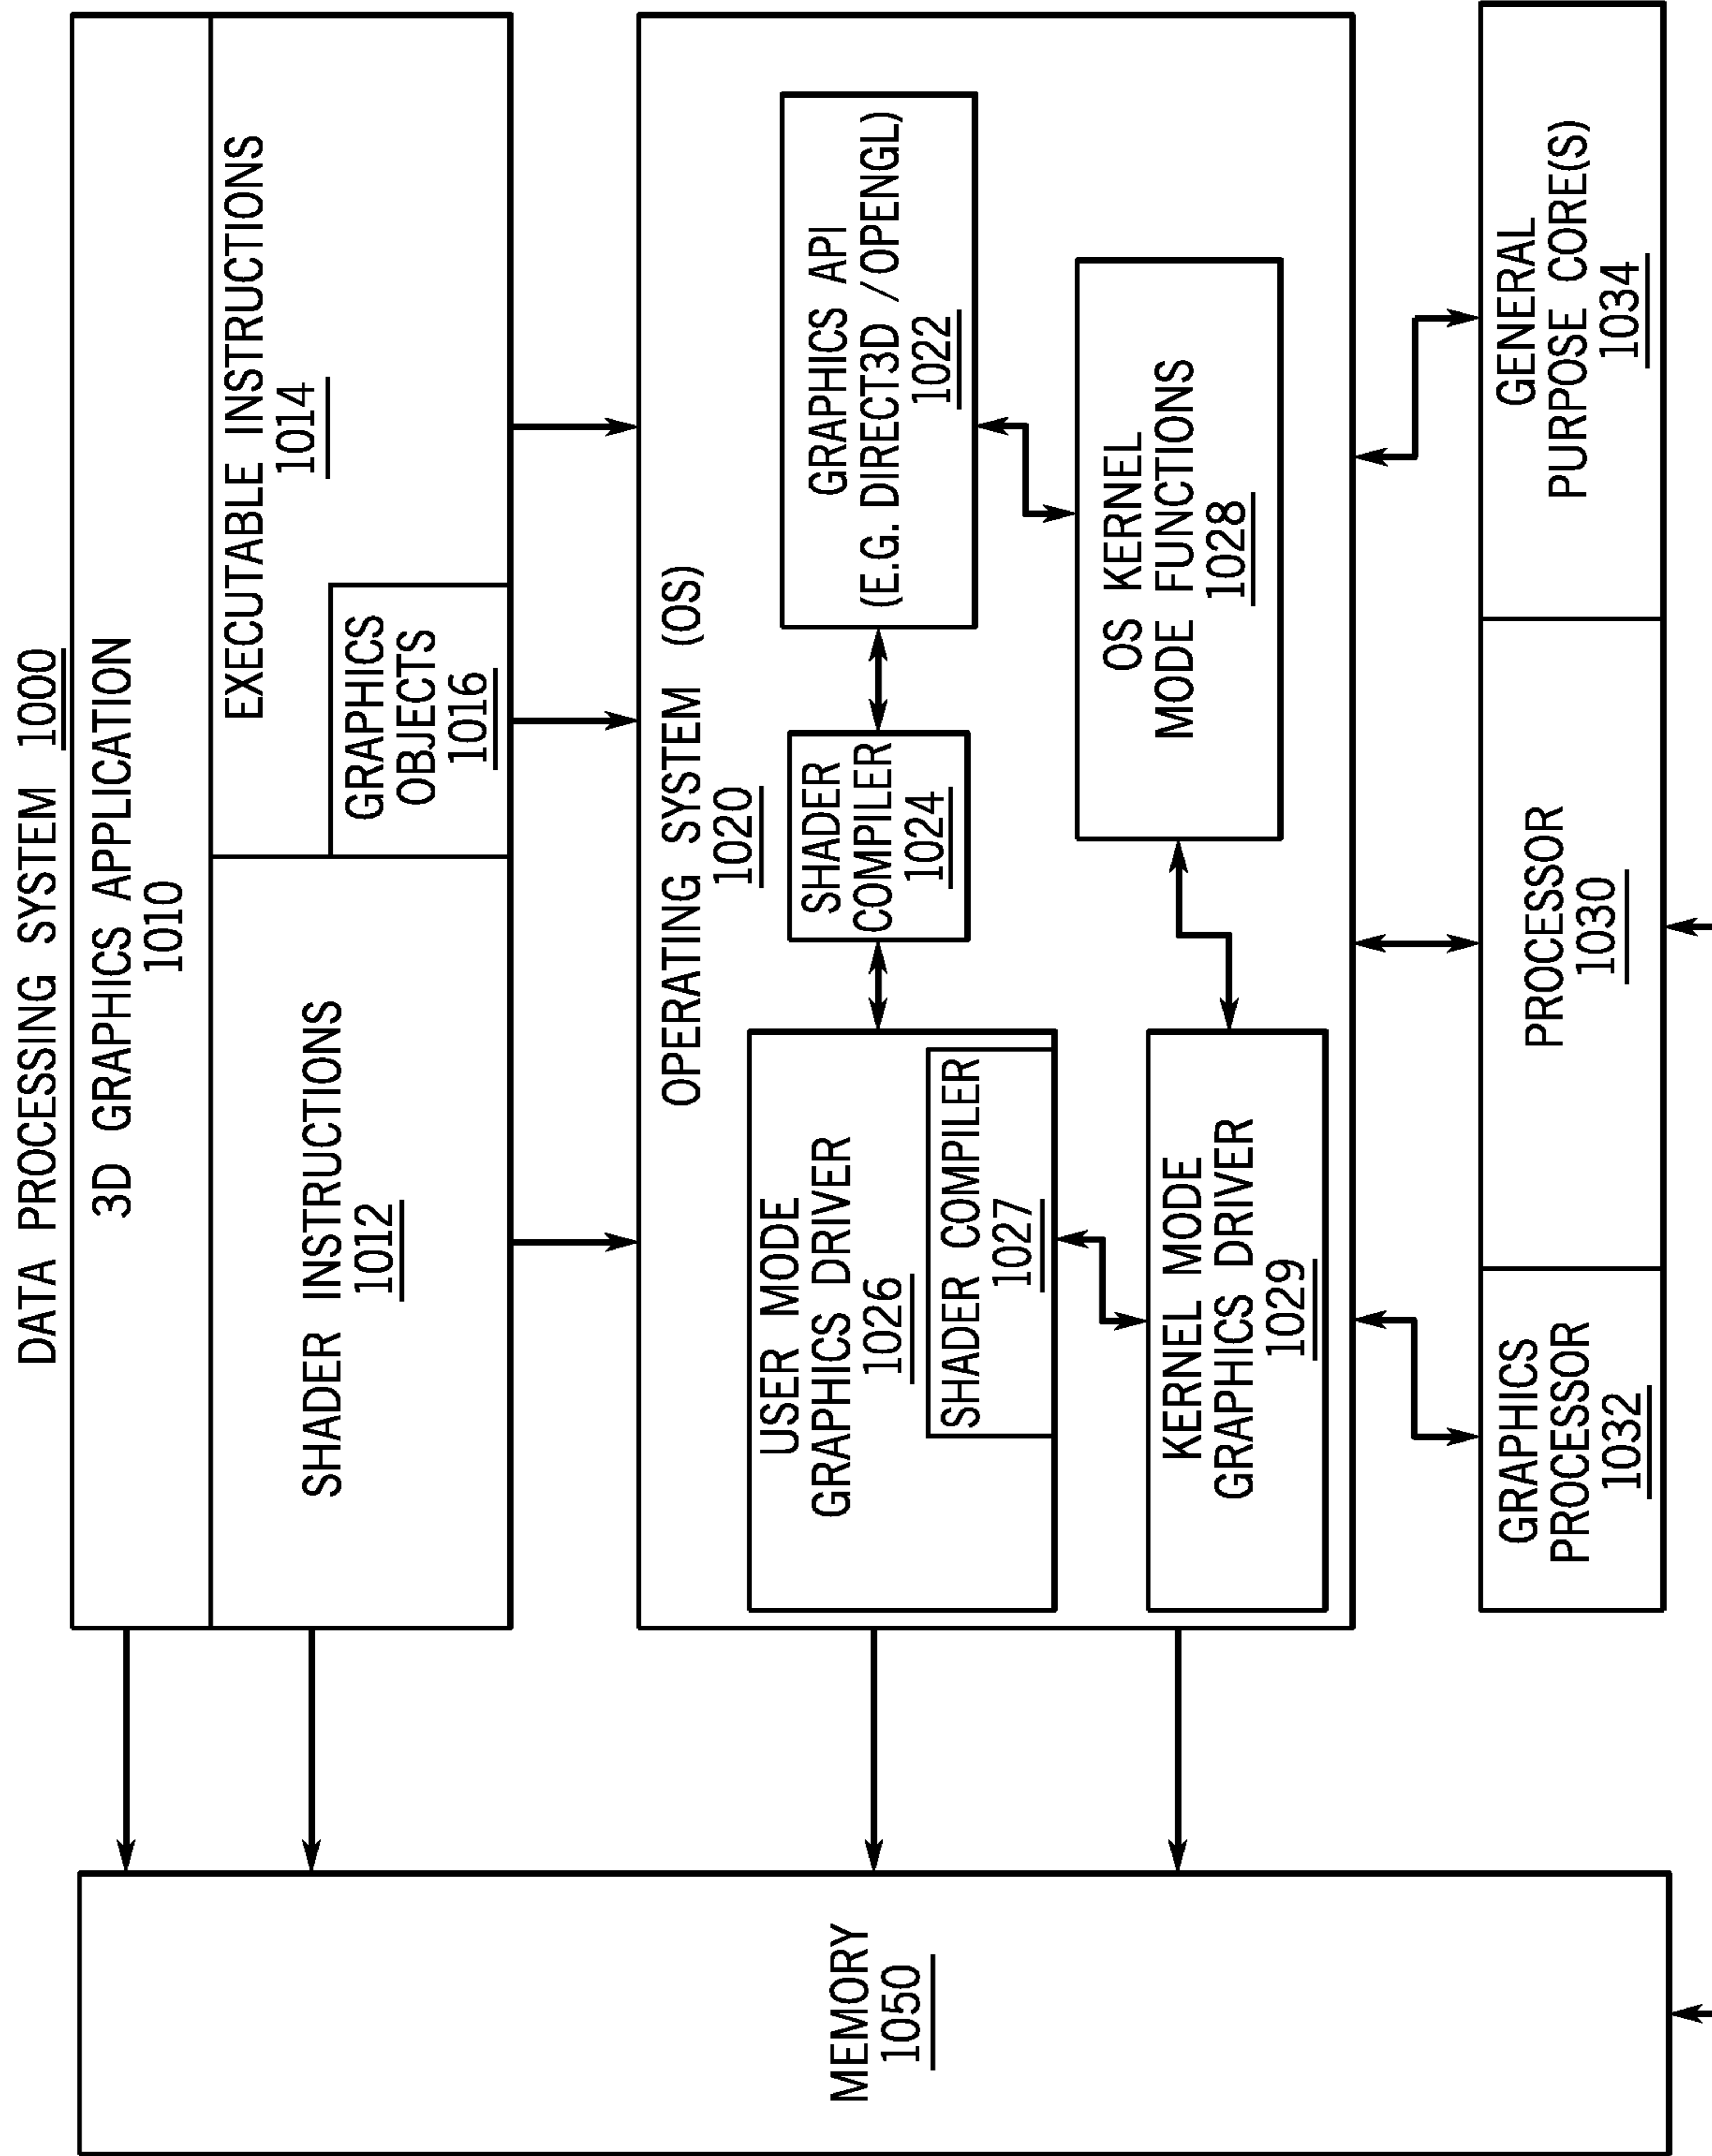 DATA PROCESSING SYSTEM 1000
3D GRAPHICS APPLICATION
1010
SHADER INSTRUCTIONS
1012
EXECUTABLE INSTRUCTIONS
1014
GRAPHICS
OBJECTS
1016
OPERATING SYSTEM (OS)
1020
USER MODE
GRAPHICS DRIVER
1026
SHADER COMPILER
1027
SHADER
COMPILER
1024
GRAPHICS API
(E.G. DIRECT3D /OPENGL)
1022
KERNEL MODE
GRAPHICS DRIVER
1029
OS KERNEL
MODE FUNCTIONS
1028
GRAPHICS
PROCESSOR
1032
PROCESSOR
1030
GENERAL
PURPOSE CORE(S)
1034
MEMORY
1050